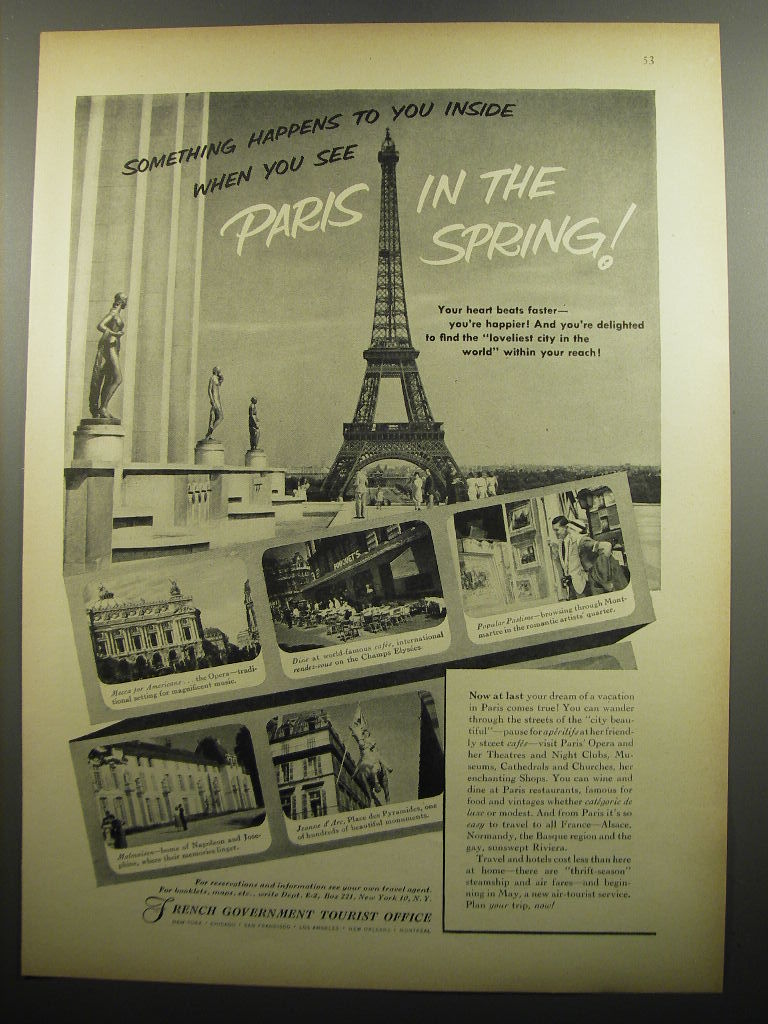 53
SOMETHING HAPPENS TO YOU INSIDE
WHEN YOU SEE
PARIS IN THE
SPRING!
Your heart beats faster—
you're happier! And you're delighted
to find the "loveliest city in the
world" within your reach!
FOUQUET'S
Mecca for Americans . . . the Opera—tradi-
tional setting for magnificent music.
Dine at world-famous cafés, international
rendez-vous on the Champs Elysées.
Popular Pastime—browsing through Mont-
martre in the romantic artists' quarter.
Malmaison—home of Napoleon and Jose-
phine, where their memories linger.
Jeanne d'Arc, Place des Pyramides, one
of hundreds of beautiful monuments.
Now at last your dream of a vacation
in Paris comes true! You can wander
through the streets of the "city beau-
tiful"—pause for apéritifs at her friend-
ly street cafés—visit Paris' Opera and
her Theatres and Night Clubs, Mu-
seums, Cathedrals and Churches, her
enchanting Shops. You can wine and
dine at Paris restaurants, famous for
food and vintages whether catégorie de
luxe or modest. And from Paris it's so
easy to travel to all France—Alsace,
Normandy, the Basque region and the
gay, sunswept Riviera.
Travel and hotels cost less than here
at home—there are "thrift-season"
steamship and air fares—and begin-
ning in May, a new air-tourist service.
Plan your trip, now!
For reservations and information see your own travel agent.
For booklets, maps, etc., write Dept. E-3, Box 221, New York 10, N. Y.
FRENCH GOVERNMENT TOURIST OFFICE
NEW YORK • CHICAGO • SAN FRANCISCO • LOS ANGELES • NEW ORLEANS • MONTREAL